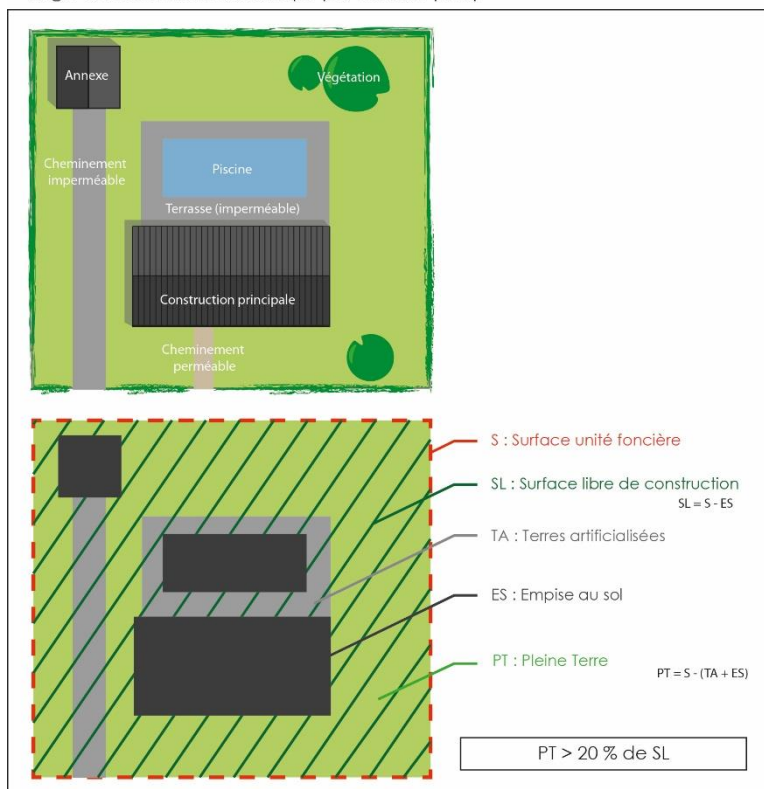 Annexe
Végétation
Cheminement
imperméable
Piscine
Terrasse (imperméable)
Construction principale
Cheminement
perméable
S : Surface unité foncière
SL : Surface libre de construction
SL = S - ES
TA : Terres artificialisées
ES : Empise au sol
PT : Pleine Terre
PT = S - (TA + ES)
PT > 20 % de SL